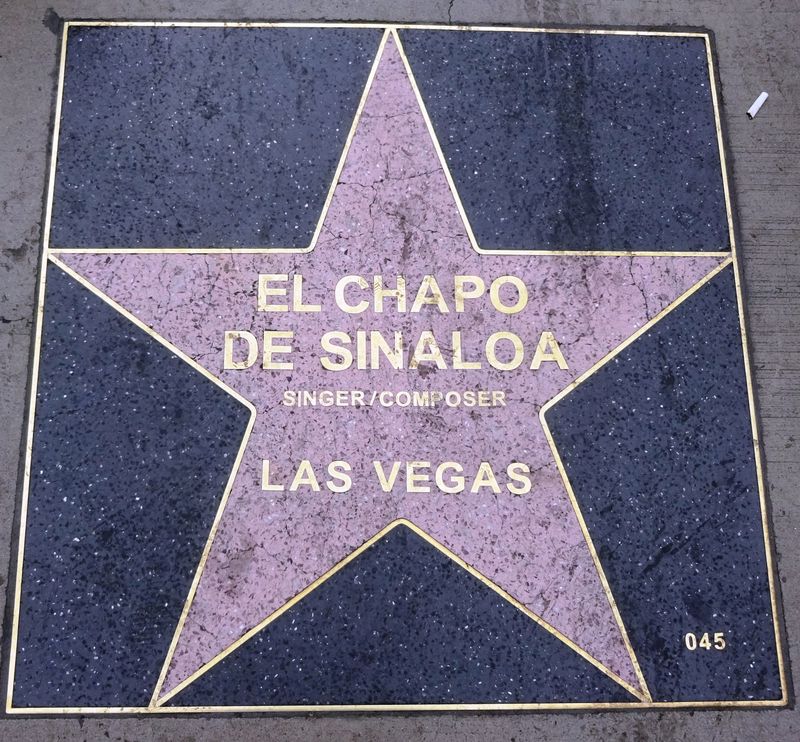 EL CHAPO
DE SINALOA
SINGER/COMPOSER
LAS VEGAS
045